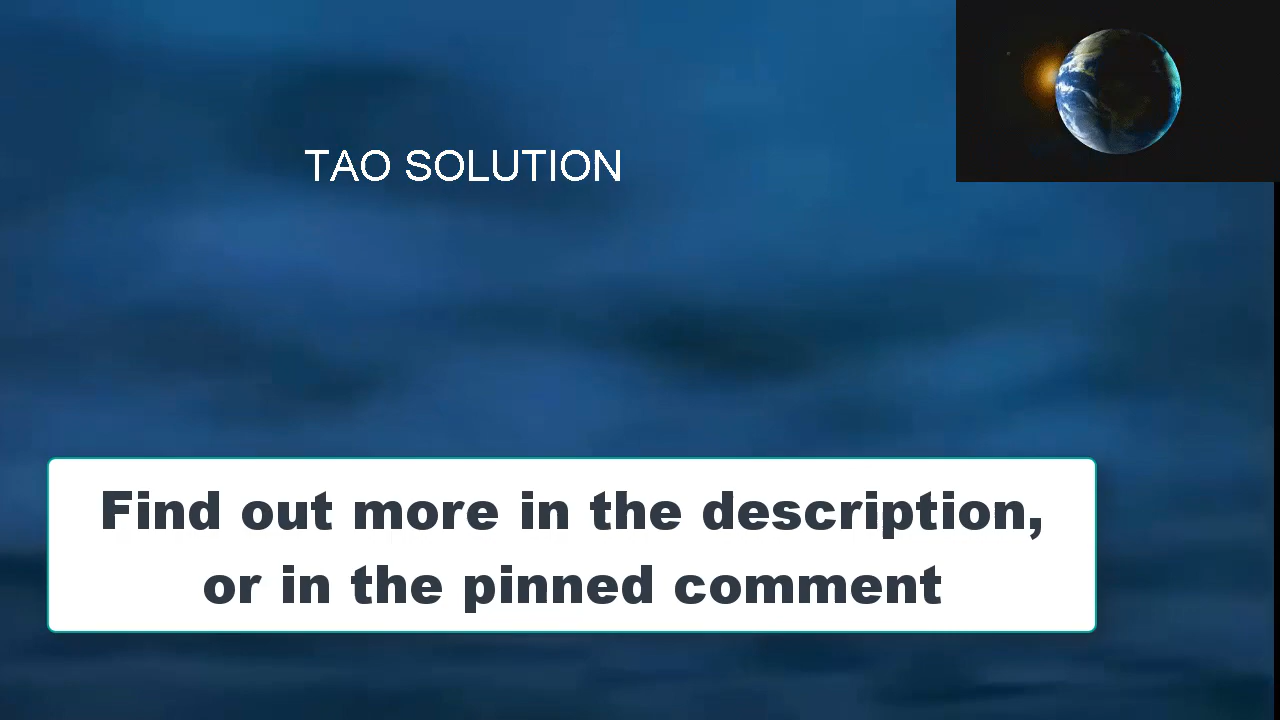 TAO SOLUTION
Find out more in the description,
or in the pinned comment